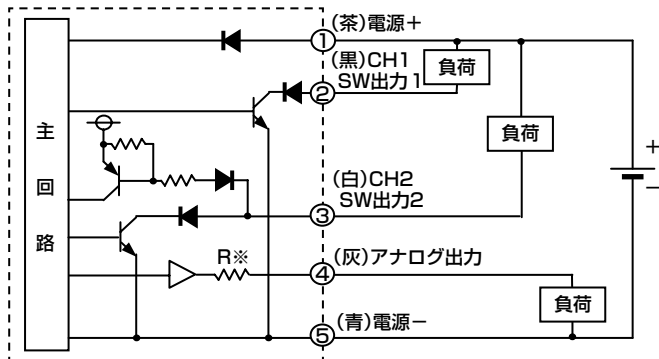 主回路
①
(茶)電源+
(黒)CH1
SW出力1
②
負荷
負荷
(白)CH2
SW出力2
③
R※
④
(灰)アナログ出力
負荷
⑤
(青)電源−
+
−